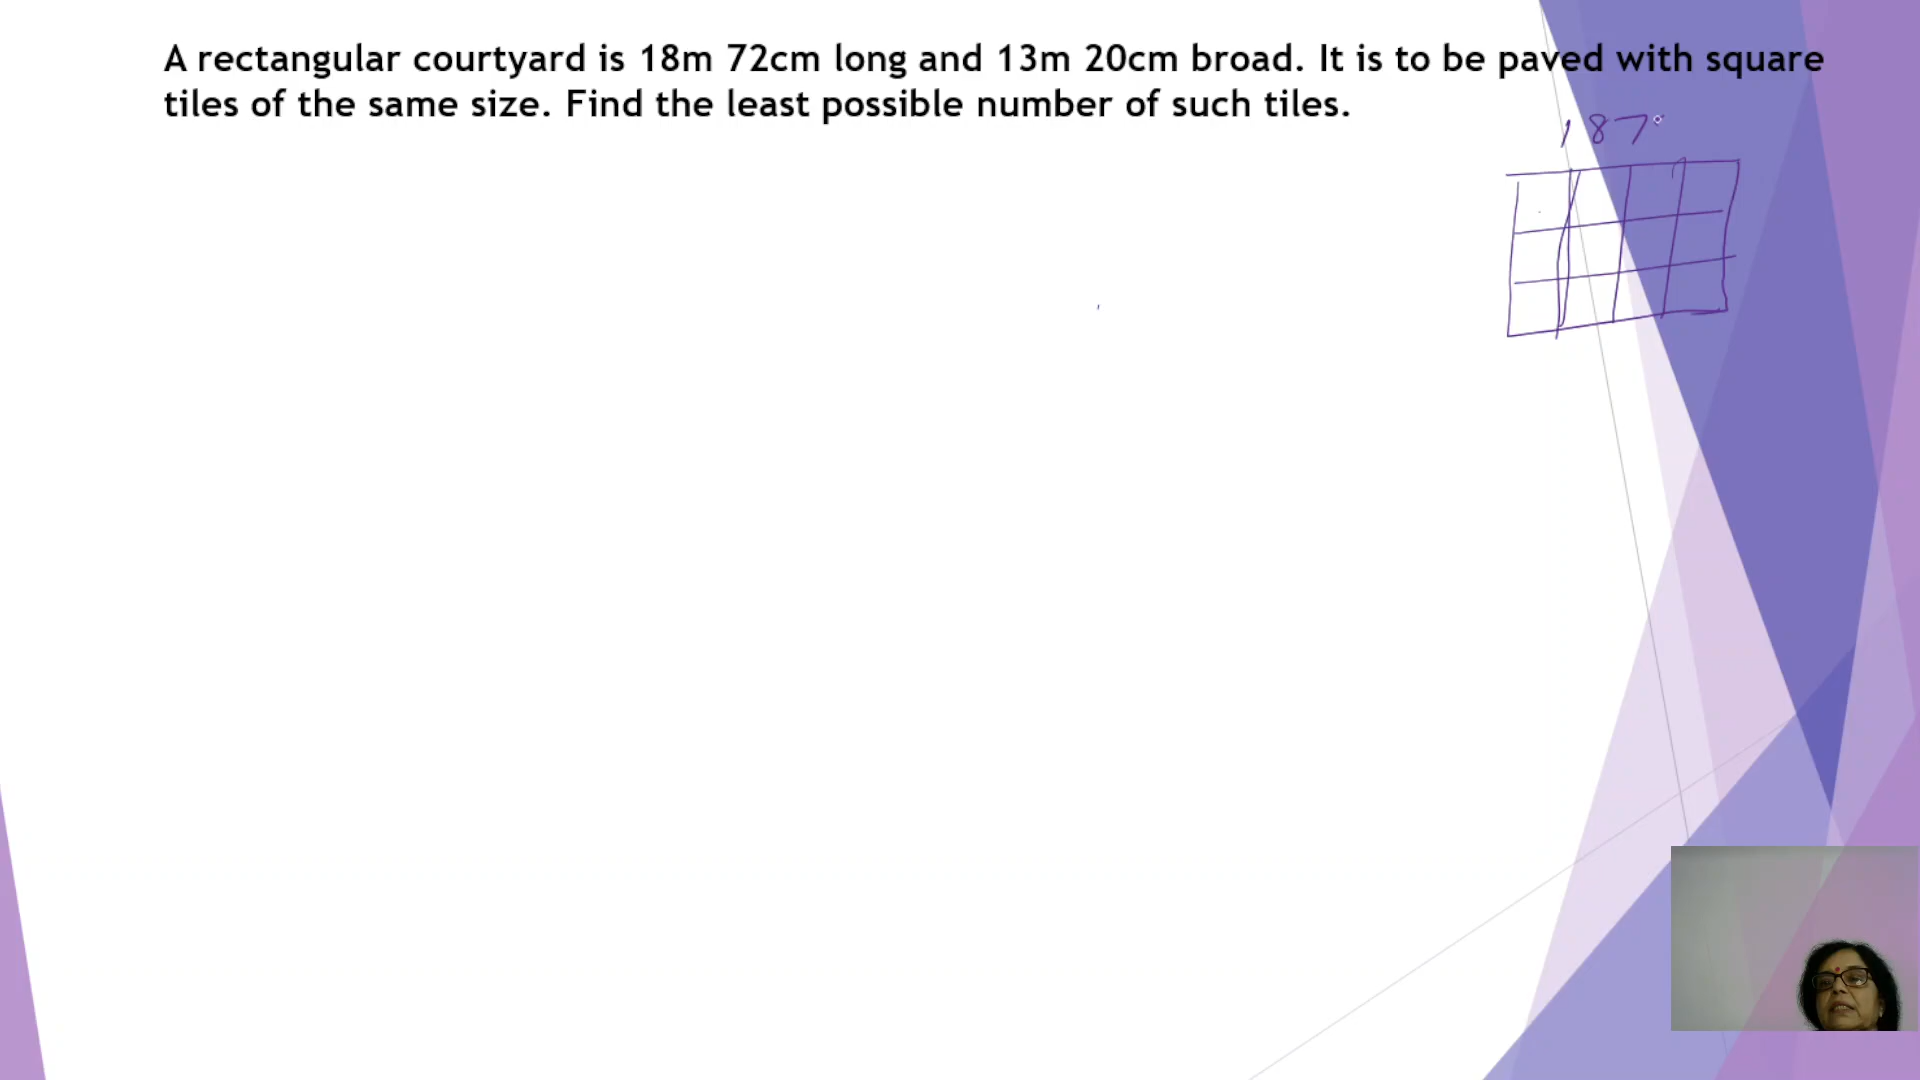 A rectangular courtyard is 18m 72cm long and 13m 20cm broad. It is to be paved with square
tiles of the same size. Find the least possible number of such tiles.
187